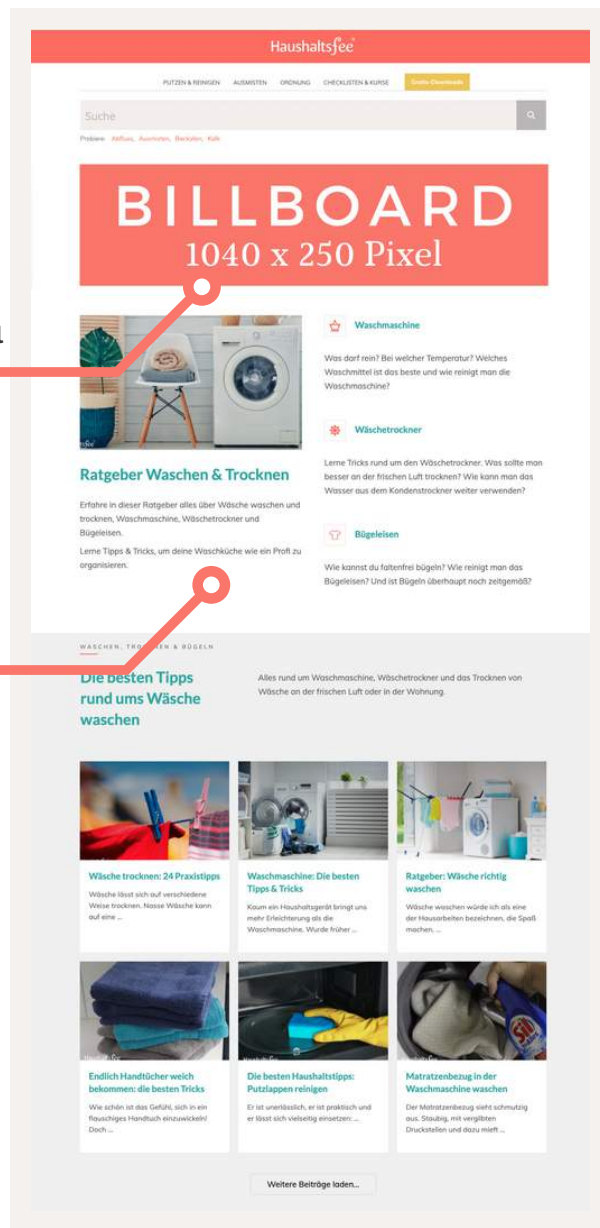 Haushaltsfee
PUTZEN & REINIGEN AUSMISTEN ORDNUNG CHECKLISTEN & KURSE Gratis-Downloads
Suche
Probiere: Abfluss, Ausmisten, Backofen, Kalk
BILLBOARD
1040 x 250 Pixel
Ratgeber Waschen & Trocknen
Erfahre in dieser Ratgeber alles über Wäsche waschen und
trocknen, Waschmaschine, Wäschetrockner und
Bügeleisen.
Lerne Tipps & Tricks, um deine Waschküche wie ein Profi zu
organisieren.
Waschmaschine
Was darf rein? Bei welcher Temperatur? Welches
Waschmittel ist das beste und wie reinigt man die
Waschmaschine?
Wäschetrockner
Lerne Tricks rund um den Wäschetrockner. Was sollte man
besser an der frischen Luft trocknen? Wie kann man das
Wasser aus dem Kondenstrockner weiter verwenden?
Bügeleisen
Wie kannst du faltenfrei bügeln? Wie reinigt man das
Bügeleisen? Und ist Bügeln überhaupt noch zeitgemäß?
WASCHEN, TROCKNEN & BÜGELN
Die besten Tipps
rund ums Wäsche
waschen
Alles rund um Waschmaschine, Wäschetrockner und das Trocknen von
Wäsche an der frischen Luft oder in der Wohnung.
Wäsche trocknen: 24 Praxistipps
Wäsche lässt sich auf verschiedene
Weise trocknen. Nasse Wäsche kann
auf eine ...
Waschmaschine: Die besten
Tipps & Tricks
Kaum ein Haushaltsgerät bringt uns
mehr Erleichterung als die
Waschmaschine. Wurde früher ...
Ratgeber: Wäsche richtig
waschen
Wäsche waschen würde ich als eine
der Hausarbeiten bezeichnen, die Spaß
machen. ...
Endlich Handtücher weich
bekommen: die besten Tricks
Wie schön ist das Gefühl, sich in ein
flauschiges Handtuch einzuwickeln!
Doch ...
Die besten Haushaltstipps:
Putzlappen reinigen
Er ist unerlässlich, er ist praktisch und
er lässt sich vielseitig einsetzen: ...
Sil
Matratzenbezug in der
Waschmaschine waschen
Der Matratzenbezug sieht schmutzig
aus. Staubig, mit vergilbten
Druckstellen und dazu mieft ...
Weitere Beiträge laden...